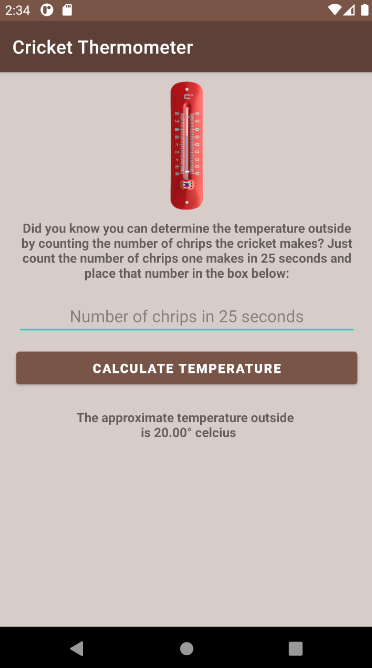 2:34
Cricket Thermometer
Did you know you can determine the temperature outside
by counting the number of chrips the cricket makes? Just
count the number of chrips one makes in 25 seconds and
place that number in the box below:
Number of chrips in 25 seconds
CALCULATE TEMPERATURE
The approximate temperature outside
is 20.00° celcius